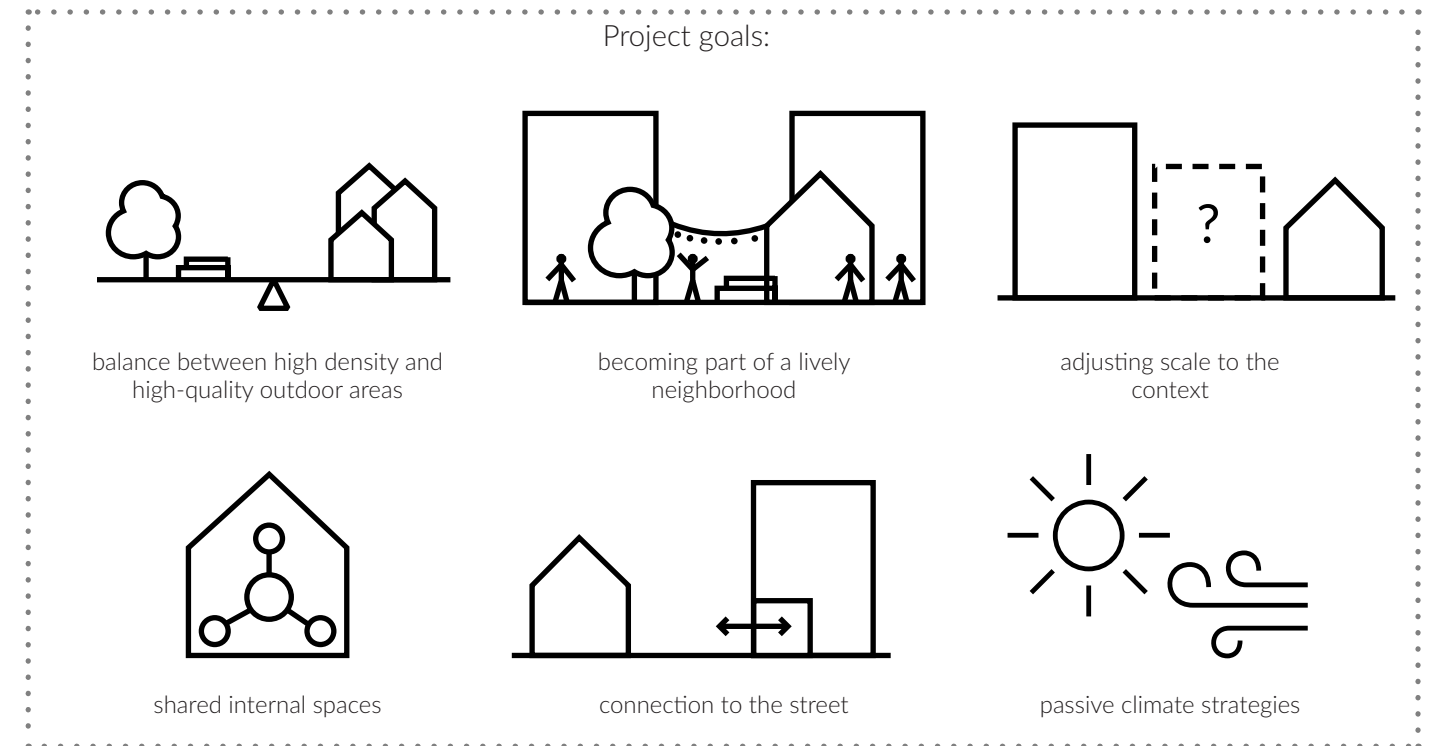 Project goals:
?
balance between high density and
high-quality outdoor areas
becoming part of a lively
neighborhood
adjusting scale to the
context
shared internal spaces
connection to the street
passive climate strategies